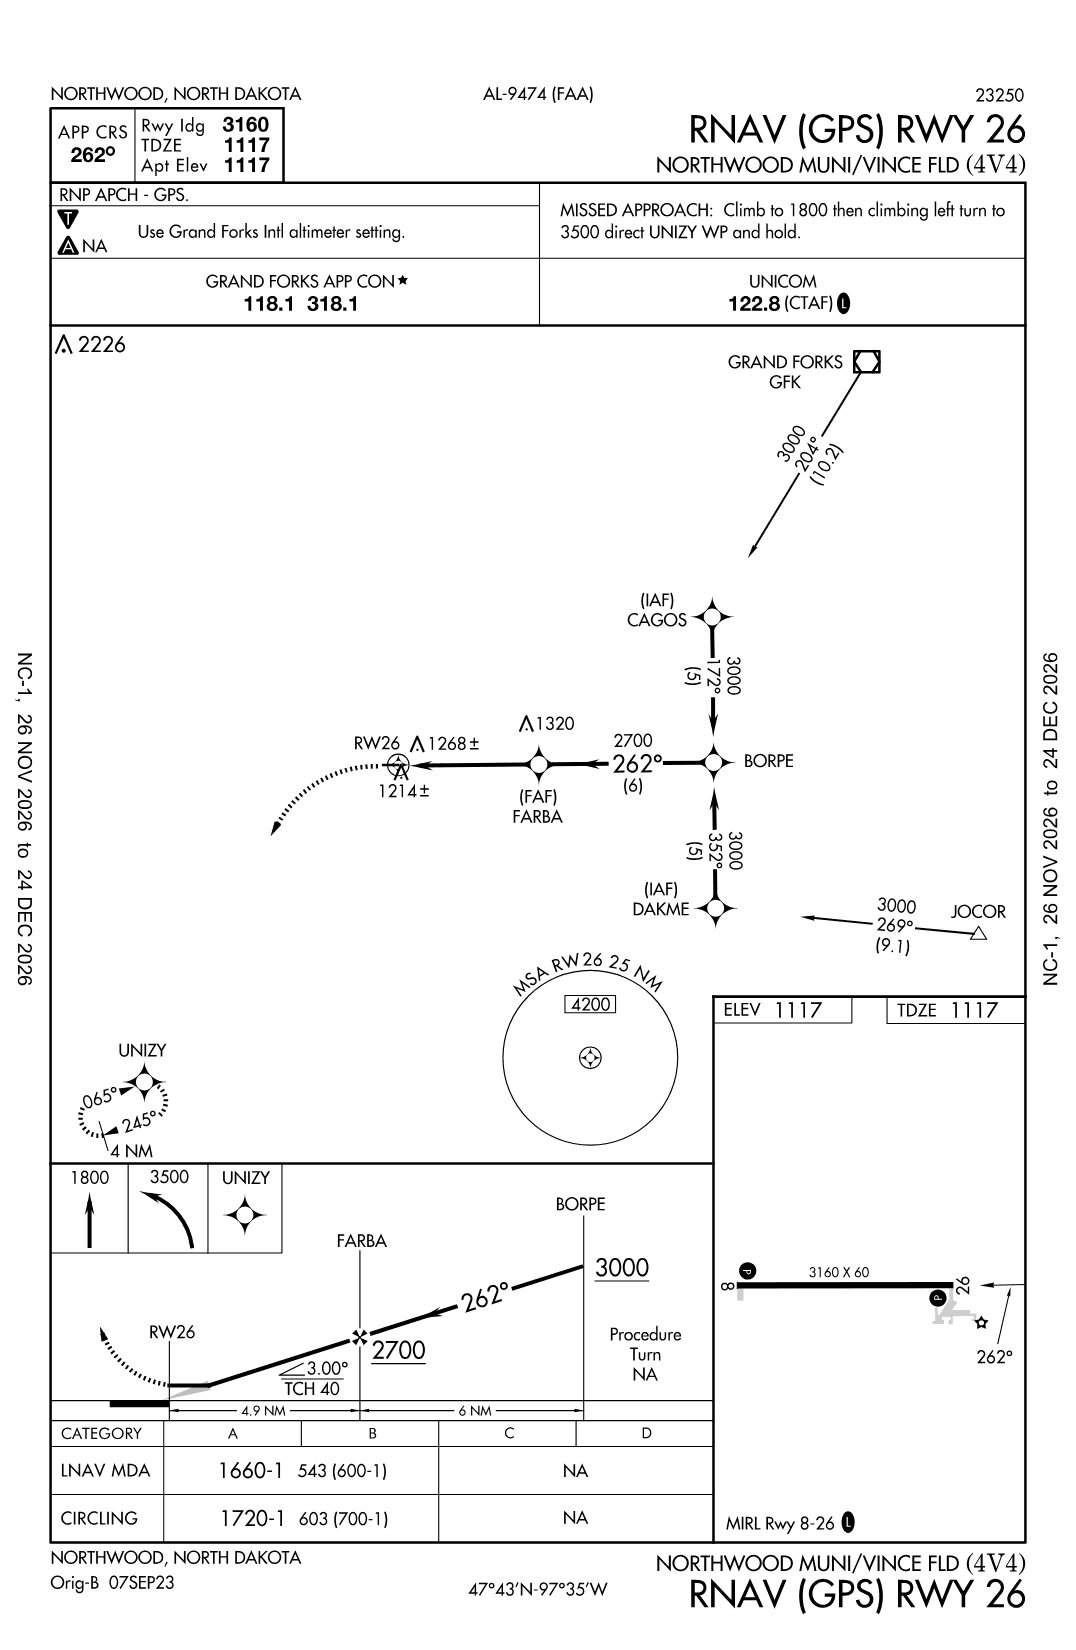 NORTHWOOD, NORTH DAKOTA
AL-9474 (FAA)
23250
APP CRS
262°
Rwy ldg 3160
TDZE 1117
Apt Elev 1117
RNAV (GPS) RWY 26
NORTHWOOD MUNI/VINCE FLD (4V4)
RNP APCH - GPS.
T
A NA
Use Grand Forks Intl altimeter setting.
MISSED APPROACH: Climb to 1800 then climbing left turn to
3500 direct UNIZY WP and hold.
GRAND FORKS APP CON★
118.1 318.1
UNICOM
122.8 (CTAF) L
2226
GRAND FORKS
GFK
3000
204°
(10.2)
(IAF)
CAGOS
3000
172°
(5)
1320
RW26
1268±
1214±
2700
262°
(6)
BORPE
(FAF)
FARBA
3000
352°
(5)
(IAF)
DAKME
3000
269°
(9.1)
JOCOR
MSA RW26 25 NM
4200
UNIZY
065°
245°
4 NM
ELEV 1117
TDZE 1117
1800
3500
UNIZY
BORPE
FARBA
3000
262°
RW26
2700
3.00°
TCH 40
Procedure
Turn
NA
4.9 NM
6 NM
P
8
3160 X 60
26
P
262°
CATEGORY A B C D
LNAV MDA 1660-1 543 (600-1) NA
CIRCLING 1720-1 603 (700-1) NA
MIRL Rwy 8-26 L
NORTHWOOD, NORTH DAKOTA
Orig-B 07SEP23
47°43'N-97°35'W
NORTHWOOD MUNI/VINCE FLD (4V4)
RNAV (GPS) RWY 26
NC-1, 26 NOV 2026 to 24 DEC 2026
NC-1, 26 NOV 2026 to 24 DEC 2026